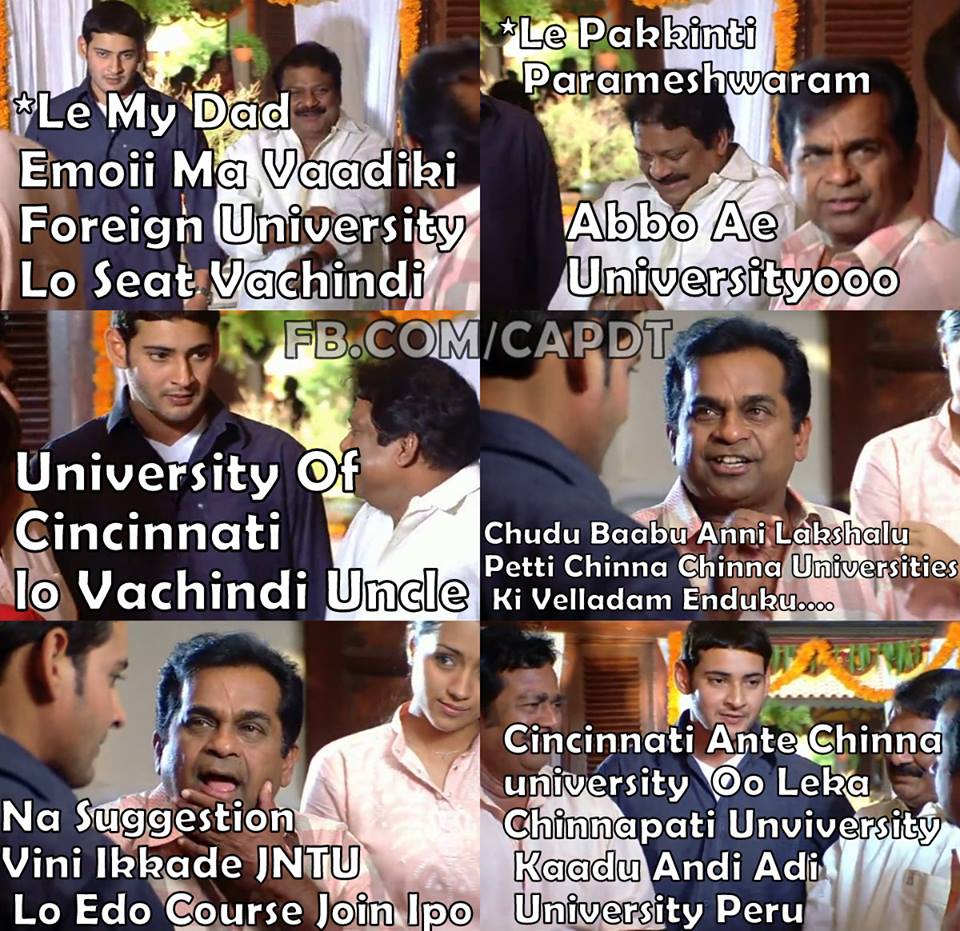 *Le My Dad
Emoii Ma Vaadiki
Foreign University
Lo Seat Vachindi
*Le Pakkinti
Parameshwaram
Abbo Ae
Universityooo
FB.COM/CAPDT
University Of
Cincinnati
lo Vachindi Uncle
Chudu Baabu Anni Lakshalu
Petti Chinna Chinna Universities
Ki Velladam Enduku....
Na Suggestion
Vini Ikkade JNTU
Lo Edo Course Join Ipo
Cincinnati Ante Chinna
university Oo Leka
Chinnapati Unviversity
Kaadu Andi Adi
University Peru